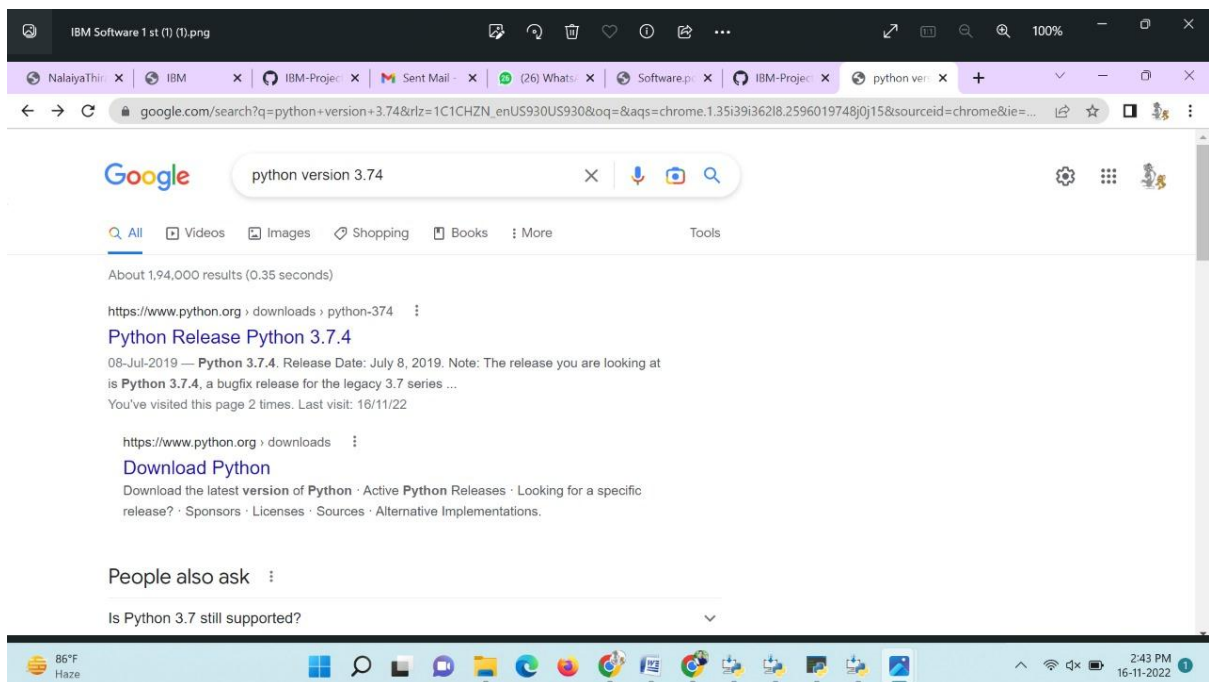 IBM Software 1 st (1) (1).png
100%
NalaiyaThir
IBM
IBM-Projec
Sent Mail -
(26) Whats
Software.p
IBM-Projec
python ver
google.com/search?q=python+version+3.74&rlz=1C1CHZN_enUS930US930&oq=&aqs=chrome.1.35i39i362l8.2596019748j0j15&sourceid=chrome&ie=...
Google
python version 3.74
All Videos Images Shopping Books More Tools
About 1,94,000 results (0.35 seconds)
https://www.python.org › downloads › python-374
Python Release Python 3.7.4
08-Jul-2019 — Python 3.7.4. Release Date: July 8, 2019. Note: The release you are looking at
is Python 3.7.4, a bugfix release for the legacy 3.7 series ...
You've visited this page 2 times. Last visit: 16/11/22
https://www.python.org › downloads
Download Python
Download the latest version of Python · Active Python Releases · Looking for a specific
release? · Sponsors · Licenses · Sources · Alternative Implementations.
People also ask
Is Python 3.7 still supported?
86°F
Haze
2:43 PM
16-11-2022
1